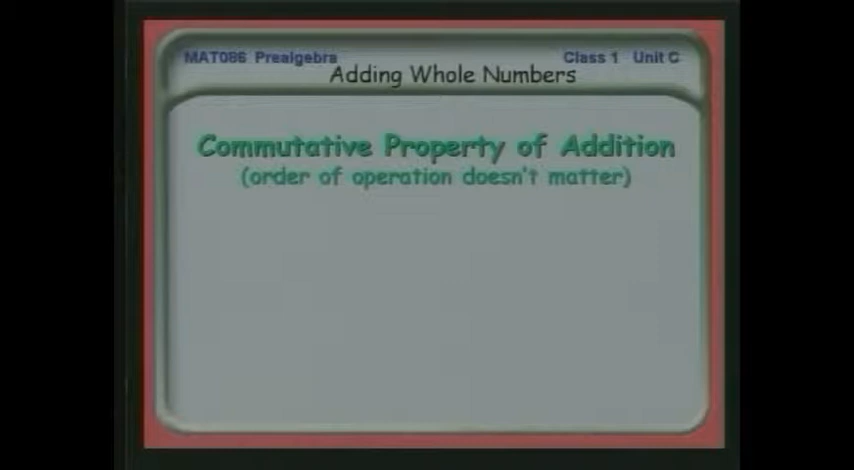 MAT086 Prealgebra
Class 1 Unit C
Adding Whole Numbers
Commutative Property of Addition
(order of operation doesn't matter)